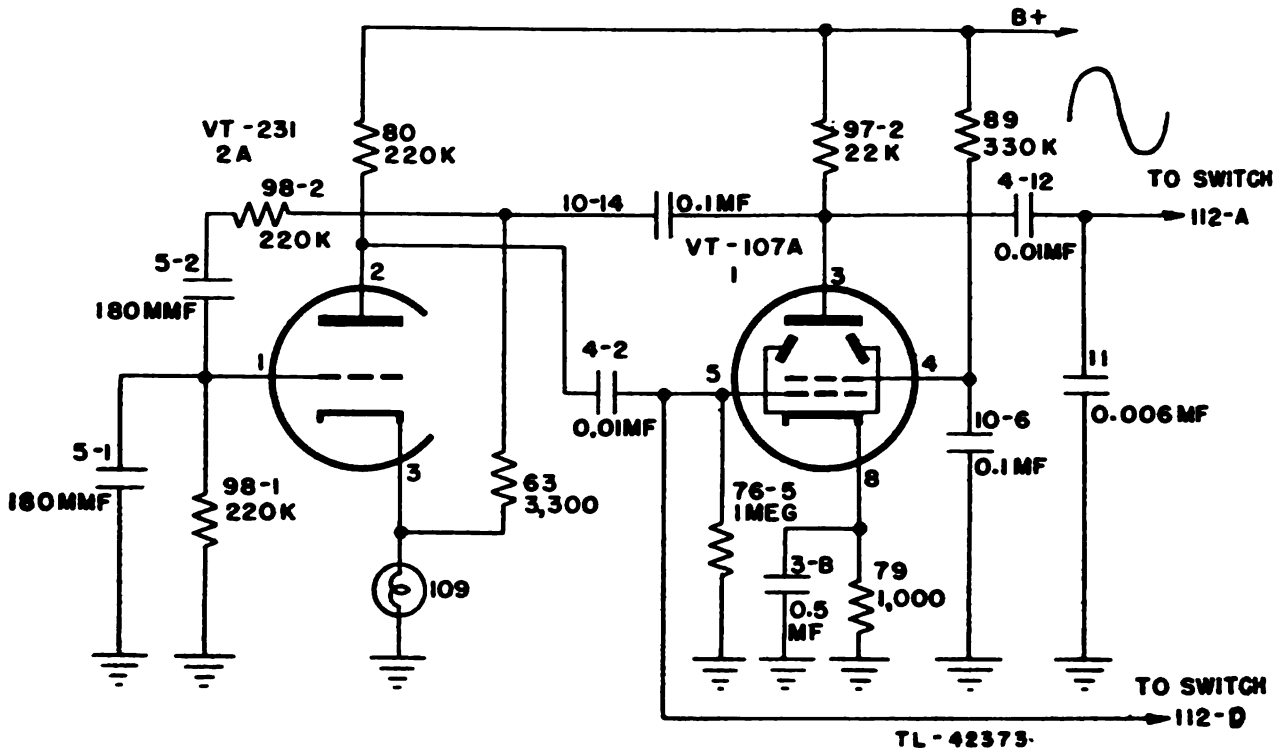 B+
VT-231
2A
80
220K
97-2
22K
89
330K
TO SWITCH
112-A
98-2
220K
10-14
0.1MF
4-12
0.01MF
VT-107A
1
5-2
180MMF
2
3
1
4-2
0.01MF
5
4
11
0.006MF
10-6
0.1MF
5-1
180MMF
98-1
220K
3
63
3,300
8
76-5
1MEG
3-B
0.5
MF
79
1,000
109
TO SWITCH
112-D
TL-42373.